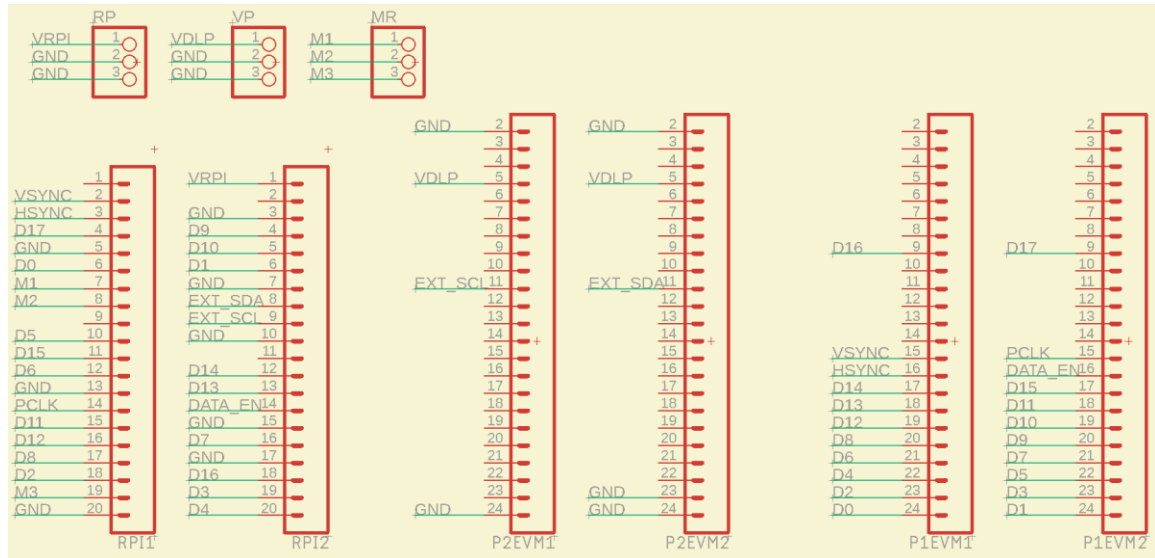 RP VP MR
VRPI 1 VDLP 1 M1 1
GND 2 GND 2 M2 2
GND 3 GND 3 M3 3
1
VSYNC 2
HSYNC 3
D17 4
GND 5
D0 6
M1 7
M2 8
9
D5 10
D15 11
D6 12
GND 13
PCLK 14
D11 15
D12 16
D8 17
D2 18
M3 19
GND 20
RPI1
VRPI 1
2
GND 3
D9 4
D10 5
D1 6
GND 7
EXT_SDA 8
EXT_SCL 9
GND 10
11
D14 12
D13 13
DATA_EN 14
GND 15
D7 16
GND 17
D16 18
D3 19
D4 20
RPI2
GND 2
3
4
VDLP 5
6
7
8
9
10
EXT_SCL 11
12
13
14
15
16
17
18
19
20
21
22
23
GND 24
P2EVM1
GND 2
3
4
VDLP 5
6
7
8
9
10
EXT_SDA 11
12
13
14
15
16
17
18
19
20
21
22
GND 23
GND 24
P2EVM2
2
3
4
5
6
7
8
D16 9
10
11
12
13
14
VSYNC 15
HSYNC 16
D14 17
D13 18
D12 19
D8 20
D6 21
D4 22
D2 23
D0 24
P1EVM1
2
3
4
5
6
7
8
D17 9
10
11
12
13
14
PCLK 15
DATA_EN 16
D15 17
D11 18
D10 19
D9 20
D7 21
D5 22
D3 23
D1 24
P1EVM2